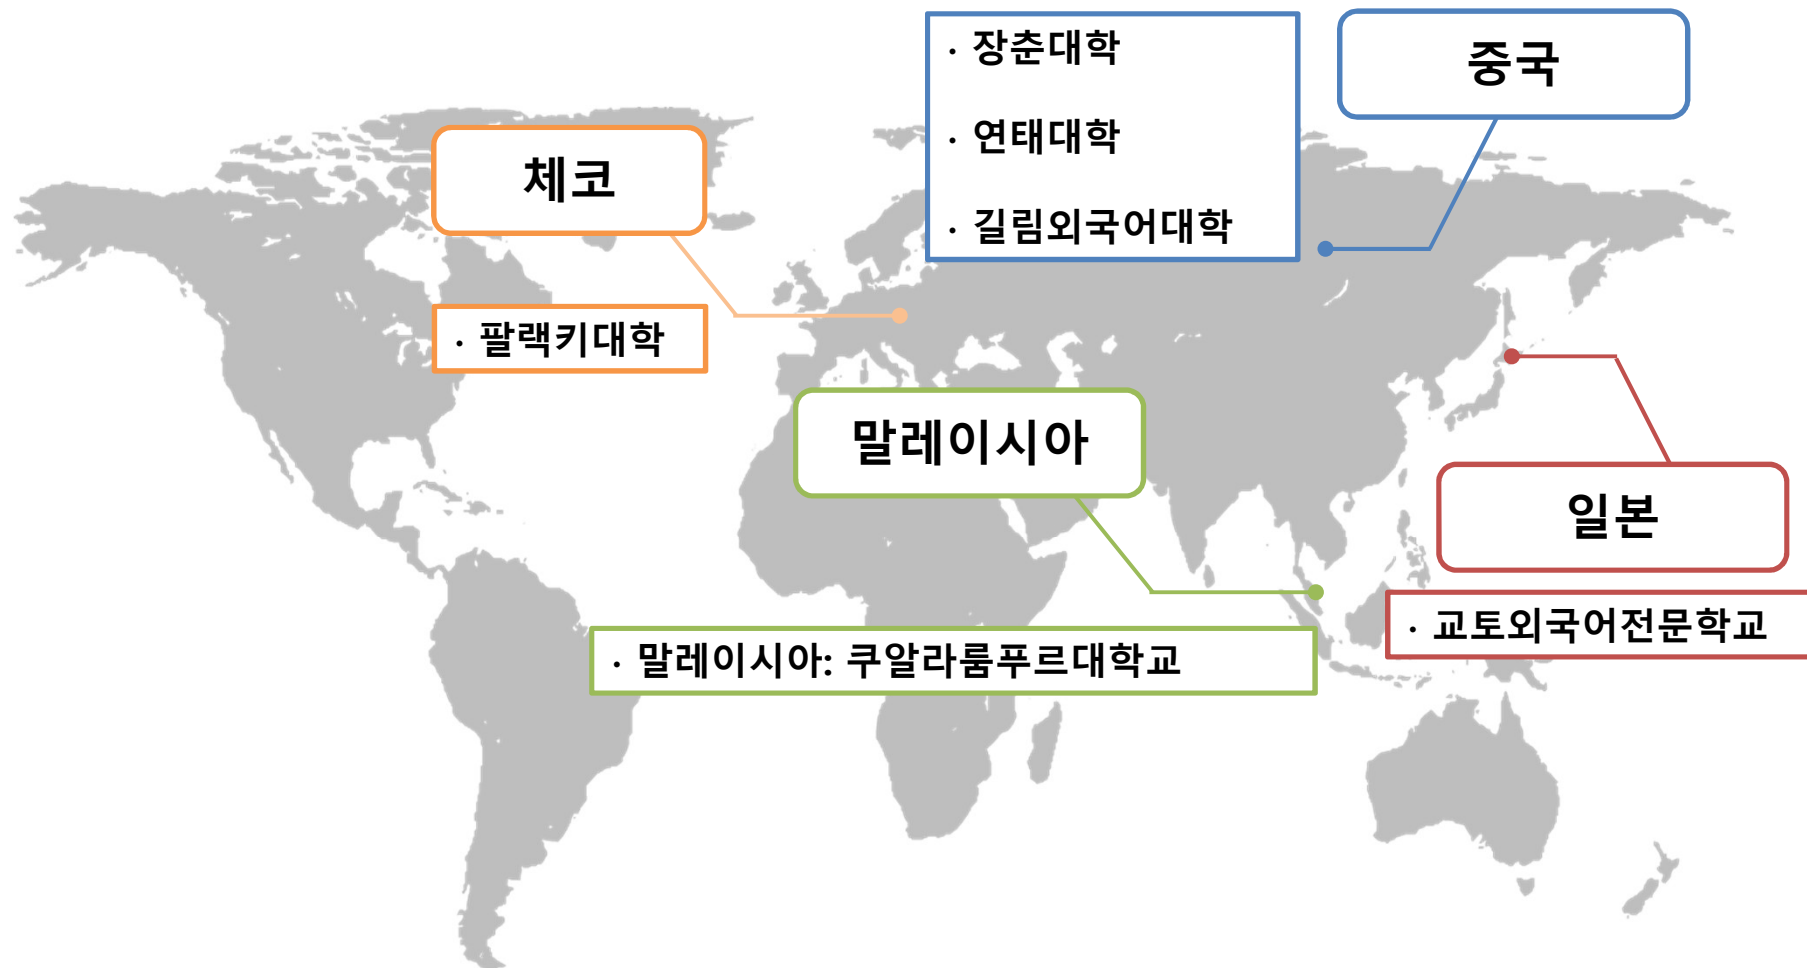 중국
· 장춘대학
· 연태대학
· 길림외국어대학
체코
· 팔랙키대학
말레이시아
· 말레이시아: 쿠알라룸푸르대학교
일본
· 교토외국어전문학교